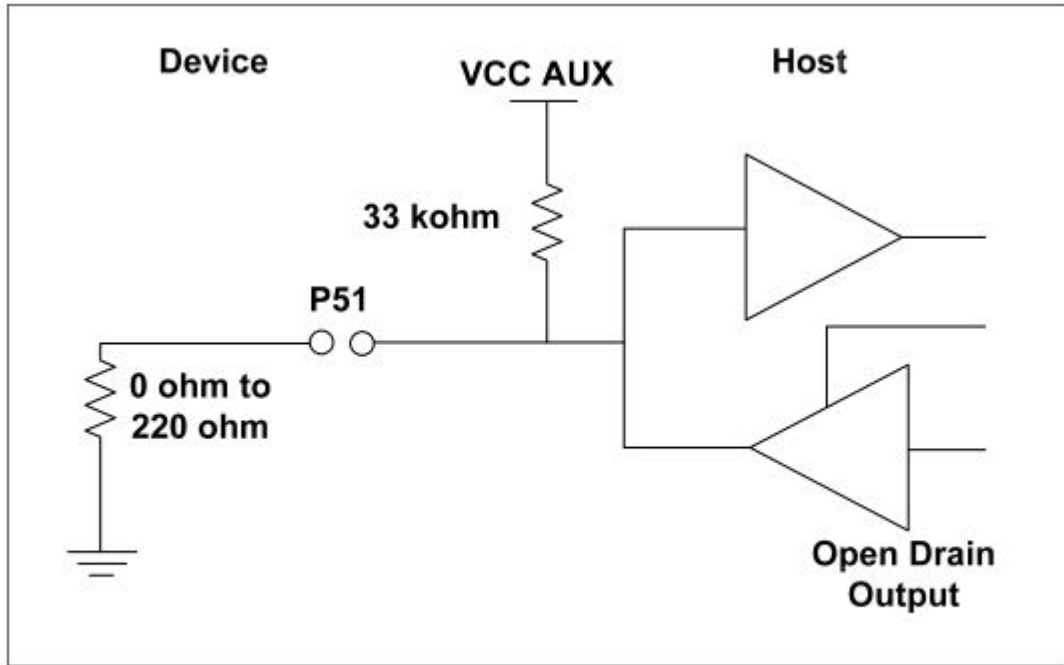 Device
VCC AUX
Host
33 kohm
P51
0 ohm to
220 ohm
Open Drain
Output